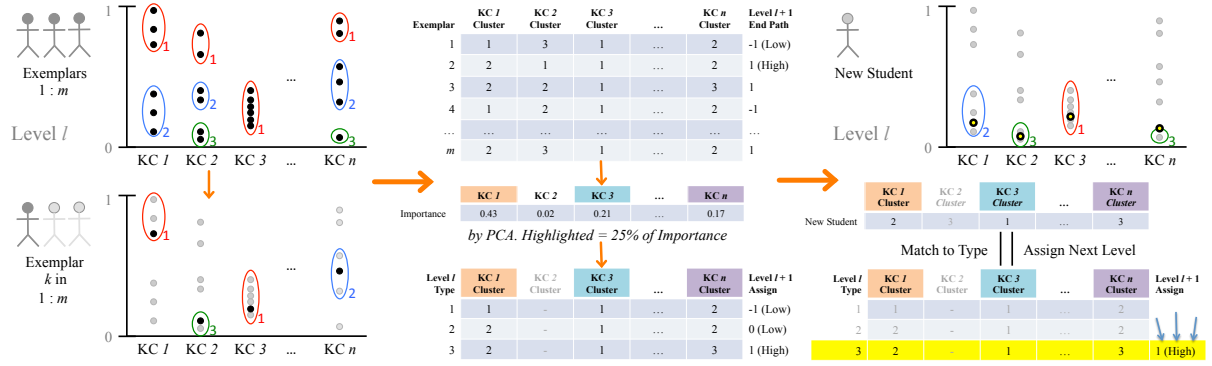 1
1
1
1
2
2
1
2
3
3
0
KC 1
KC 2
KC 3
...
KC n
...
Exemplars
1 : m
Level l
1
1
2
1
3
0
KC 1
KC 2
KC 3
...
KC n
...
Exemplar
k in
1 : m
Exemplar KC 1 Cluster KC 2 Cluster KC 3 Cluster … KC n Cluster Level l + 1 End Path
1 1 3 1 … 2 -1 (Low)
2 2 1 1 … 2 1 (High)
3 2 2 1 … 3 1
4 1 2 1 … 2 -1
… … … … … … …
m 2 3 1 … 2 1
KC 1 Cluster KC 2 Cluster KC 3 Cluster … KC n Cluster
Importance 0.43 0.02 0.21 … 0.17
by PCA. Highlighted = 25% of Importance
Level l Type KC 1 Cluster KC 2 Cluster KC 3 Cluster … KC n Cluster Level l + 1 Assign
1 1 - 1 … 2 -1 (Low)
2 2 - 1 … 2 0 (Low)
3 2 - 1 … 3 1 (High)
New Student
Level l
1
2
3
1
3
0
KC 1
KC 2
KC 3
...
KC n
...
KC 1 Cluster KC 2 Cluster KC 3 Cluster … KC n Cluster
New Student 2 3 1 … 3
Match to Type
Assign Next Level
Level l Type KC 1 Cluster KC 2 Cluster KC 3 Cluster … KC n Cluster Level l + 1 Assign
1 1 - 1 … 2
2 2 - 1 … 2
3 2 - 1 … 3 1 (High)